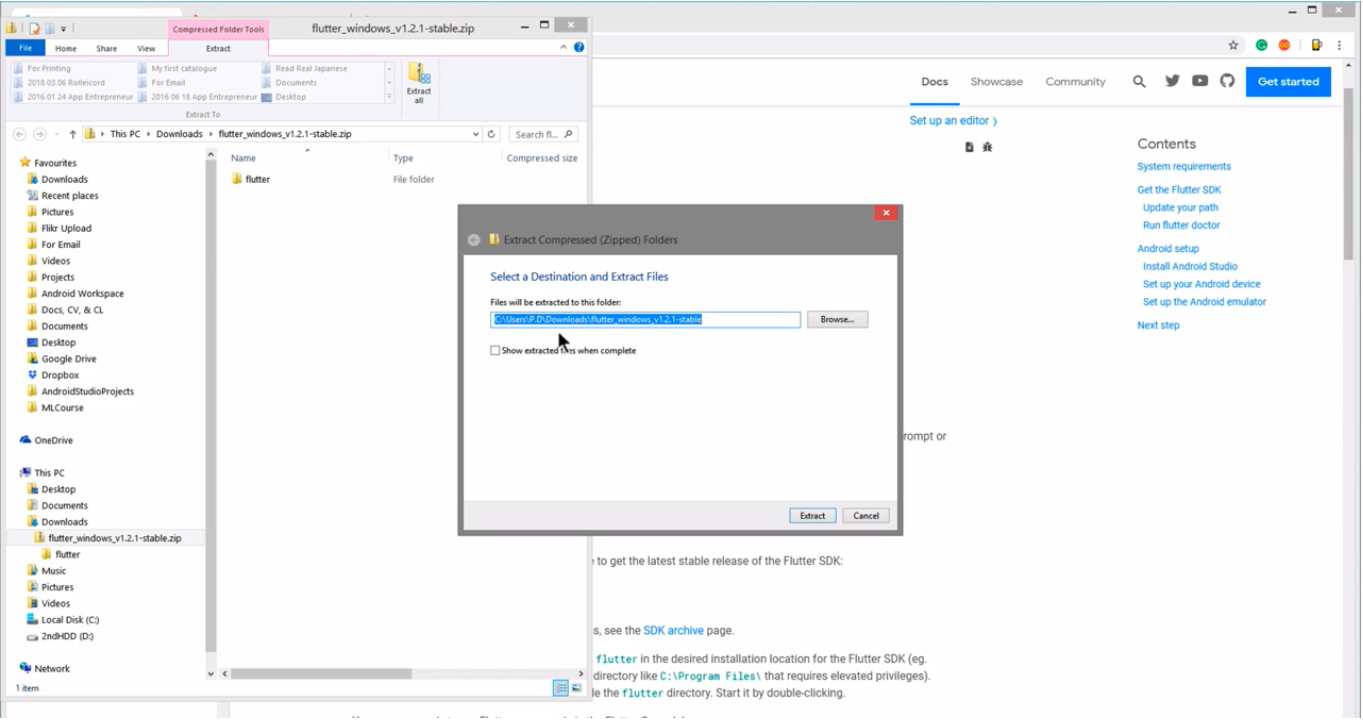 Compressed Folder Tools
flutter_windows_v1.2.1-stable.zip
File
Home
Share
View
Extract
For Printing
My first catalogue
Read Real Japanese
2018 03 06 Rolleicord
For Email
Documents
2016 01 24 App Entrepreneur
2016 06 18 App Entrepreneur
Desktop
Extract all
Extract To
This PC
Downloads
flutter_windows_v1.2.1-stable.zip
Search fl...
Favourites
Downloads
Recent places
Pictures
Flikr Upload
For Email
Videos
Projects
Android Workspace
Docs, CV, & CL
Documents
Desktop
Google Drive
Dropbox
AndroidStudioProjects
MLCourse
OneDrive
This PC
Desktop
Documents
Downloads
flutter_windows_v1.2.1-stable.zip
flutter
Music
Pictures
Videos
Local Disk (C:)
2ndHDD (D:)
Network
1 item
Name
Type
Compressed size
flutter
File folder
Extract Compressed (Zipped) Folders
Select a Destination and Extract Files
Files will be extracted to this folder:
C:\Users\P.D\Downloads\flutter_windows_v1.2.1-stable
Browse...
Show extracted files when complete
Extract
Cancel
Docs
Showcase
Community
Get started
Set up an editor ❭
Contents
System requirements
Get the Flutter SDK
Update your path
Run flutter doctor
Android setup
Install Android Studio
Set up your Android device
Set up the Android emulator
Next step
rompt or
to get the latest stable release of the Flutter SDK:
s, see the SDK archive page.
flutter in the desired installation location for the Flutter SDK (eg.
directory like C:\Program Files\ that requires elevated privileges).
le the flutter directory. Start it by double-clicking.